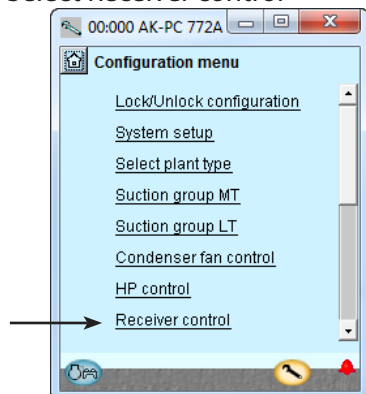 Select Receiver control
00:000 AK-PC 772A
Configuration menu
Lock/Unlock configuration
System setup
Select plant type
Suction group MT
Suction group LT
Condenser fan control
HP control
Receiver control